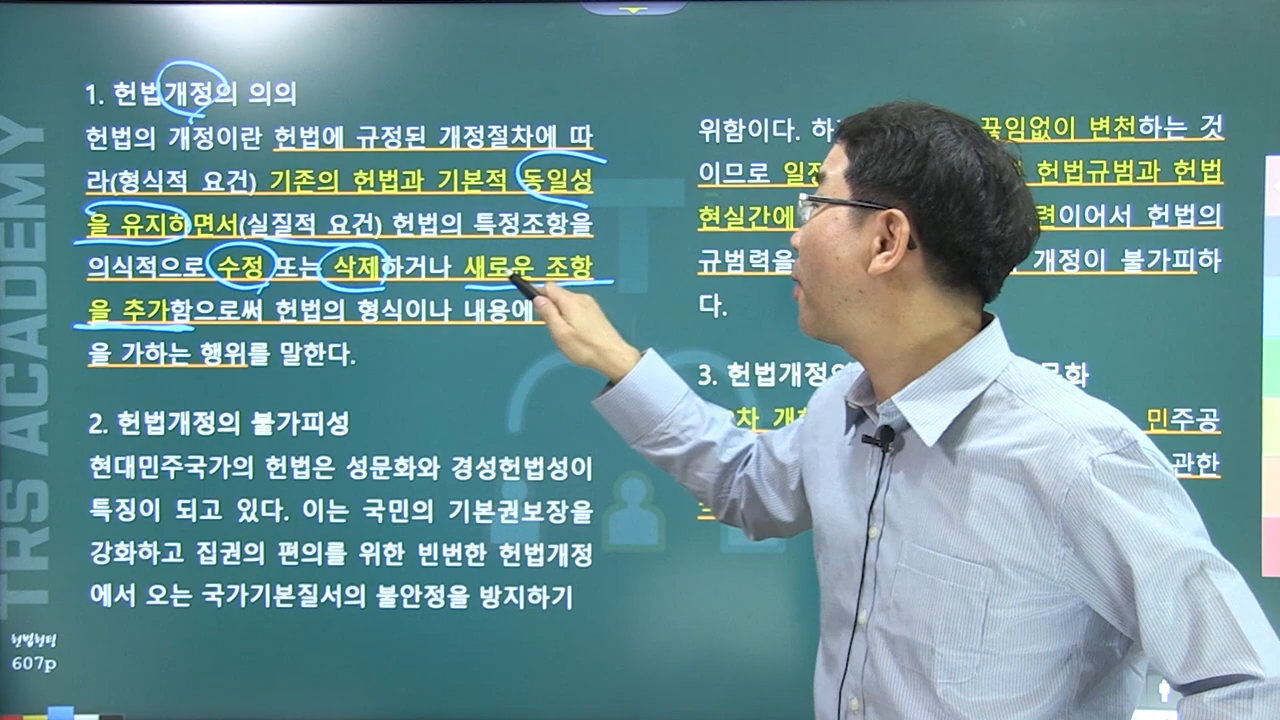 1. 헌법개정의 의의
헌법의 개정이란 헌법에 규정된 개정절차에 따
라(형식적 요건) 기존의 헌법과 기본적 동일성
을 유지하면서(실질적 요건) 헌법의 특정조항을
의식적으로 수정 또는 삭제하거나 새로운 조항
을 추가함으로써 헌법의 형식이나 내용에
을 가하는 행위를 말한다.
2. 헌법개정의 불가피성
현대민주국가의 헌법은 성문화와 경성헌법성이
특징이 되고 있다. 이는 국민의 기본권보장을
강화하고 집권의 편의를 위한 빈번한 헌법개정
에서 오는 국가기본질서의 불안정을 방지하기
위함이다. 끊임없이 변천하는 것
이므로 헌법규범과 헌법
현실간에 이어서 헌법의
규범력을 개정이 불가피하
다.
3. 헌법개정의
차 민주공
관한
TRS ACADEMY
헌법헌팅
607p